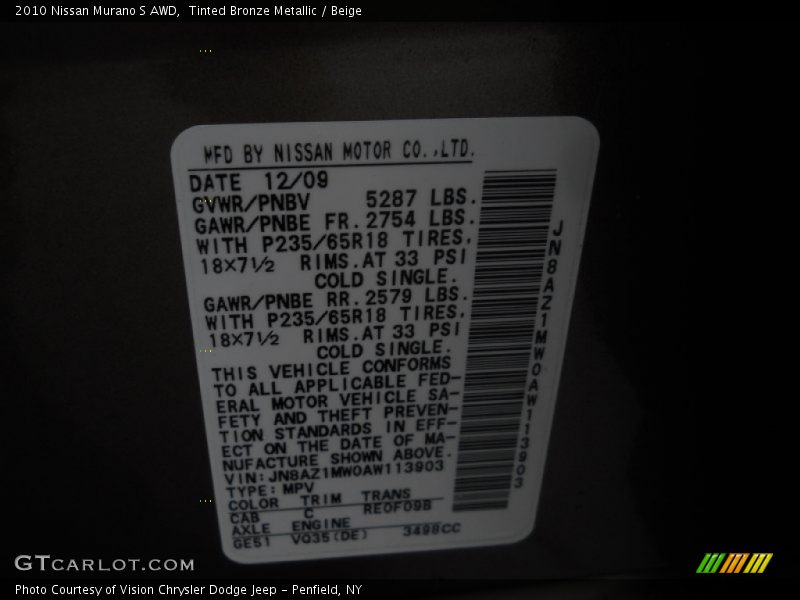 2010 Nissan Murano S AWD,  Tinted Bronze Metallic / Beige
MFD BY NISSAN MOTOR CO.,LTD.
DATE 12/09
GVWR/PNBV 5287 LBS.
GAWR/PNBE FR. 2754 LBS.
WITH P235/65R18 TIRES,
18×7½ RIMS.AT 33 PSI
COLD SINGLE.
GAWR/PNBE RR. 2579 LBS.
WITH P235/65R18 TIRES,
18×7½ RIMS.AT 33 PSI
COLD SINGLE.
THIS VEHICLE CONFORMS
TO ALL APPLICABLE FED-
ERAL MOTOR VEHICLE SA-
FETY AND THEFT PREVEN-
TION STANDARDS IN EFF-
ECT ON THE DATE OF MA-
NUFACTURE SHOWN ABOVE.
VIN:JN8AZ1MW0AW113903
TYPE:MPV
COLOR TRIM TRANS
CAB C RE0F09B
AXLE ENGINE
GE51 VQ35(DE) 3498CC
JN8AZ1MW0AW113903
GTCARLOT.COM
Photo Courtesy of Vision Chrysler Dodge Jeep - Penfield, NY